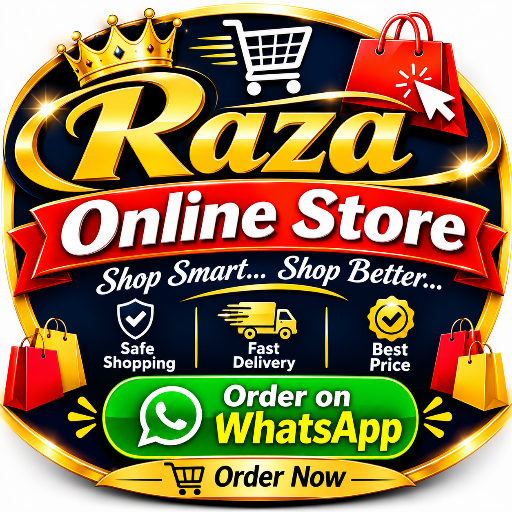 Raza
Online Store
Shop Smart... Shop Better...
Safe
Shopping
Fast
Delivery
Best
Price
Order on
WhatsApp
Order Now